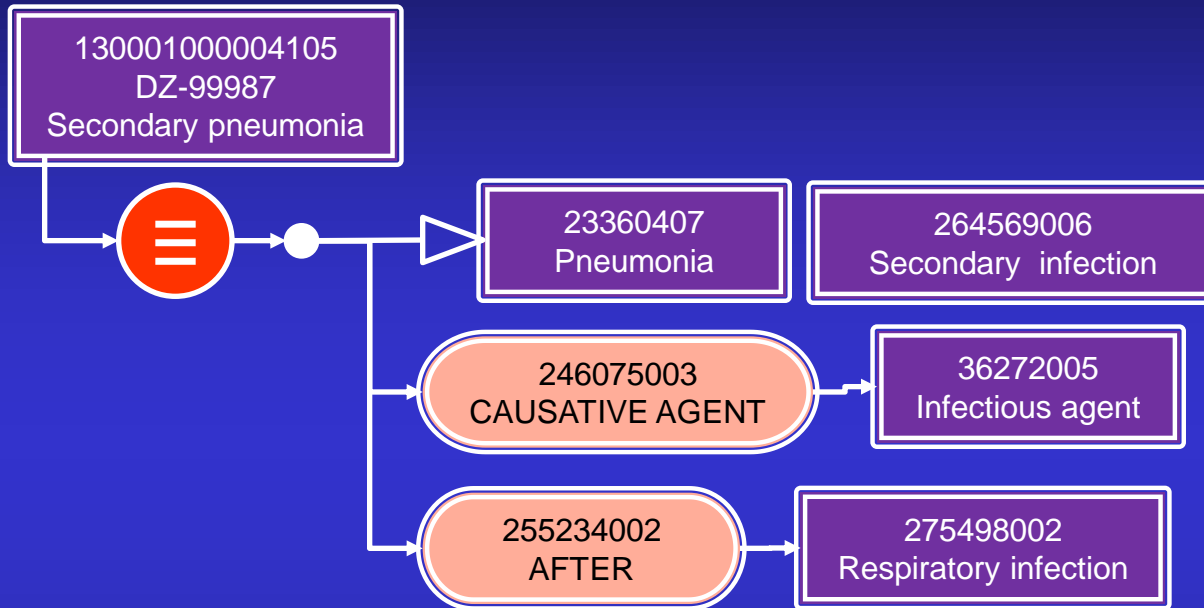 130001000004105
DZ-99987
Secondary pneumonia
23360407
Pneumonia
264569006
Secondary infection
246075003
CAUSATIVE AGENT
36272005
Infectious agent
255234002
AFTER
275498002
Respiratory infection